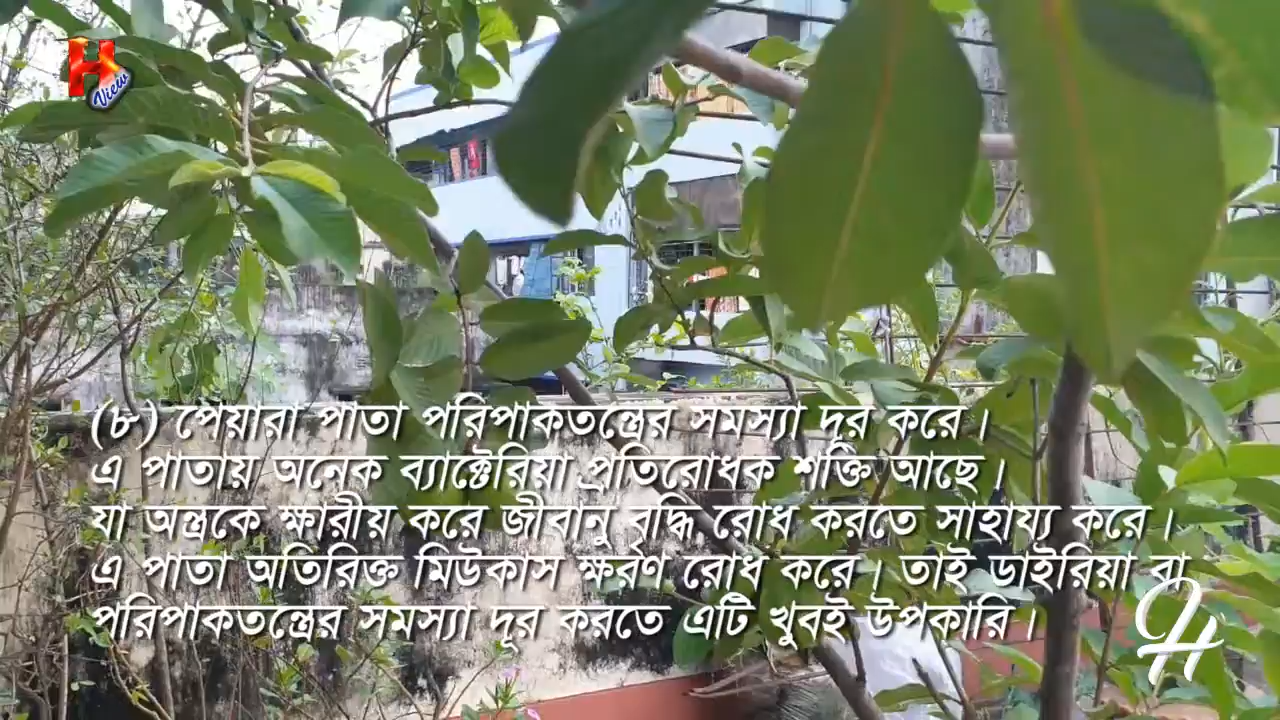 H
View
(৮) পেয়ারা পাতা পরিপাকতন্ত্রের সমস্যা দূর করে।
এ পাতায় অনেক ব্যাক্টেরিয়া প্রতিরোধক শক্তি আছে।
যা অন্ত্রকে ক্ষারীয় করে জীবানু বৃদ্ধি রোধ করতে সাহায্য করে।
এ পাতা অতিরিক্ত মিউকাস ক্ষরণ রোধ করে। তাই ডাইরিয়া বা
পরিপাকতন্ত্রের সমস্যা দূর করতে এটি খুবই উপকারি।